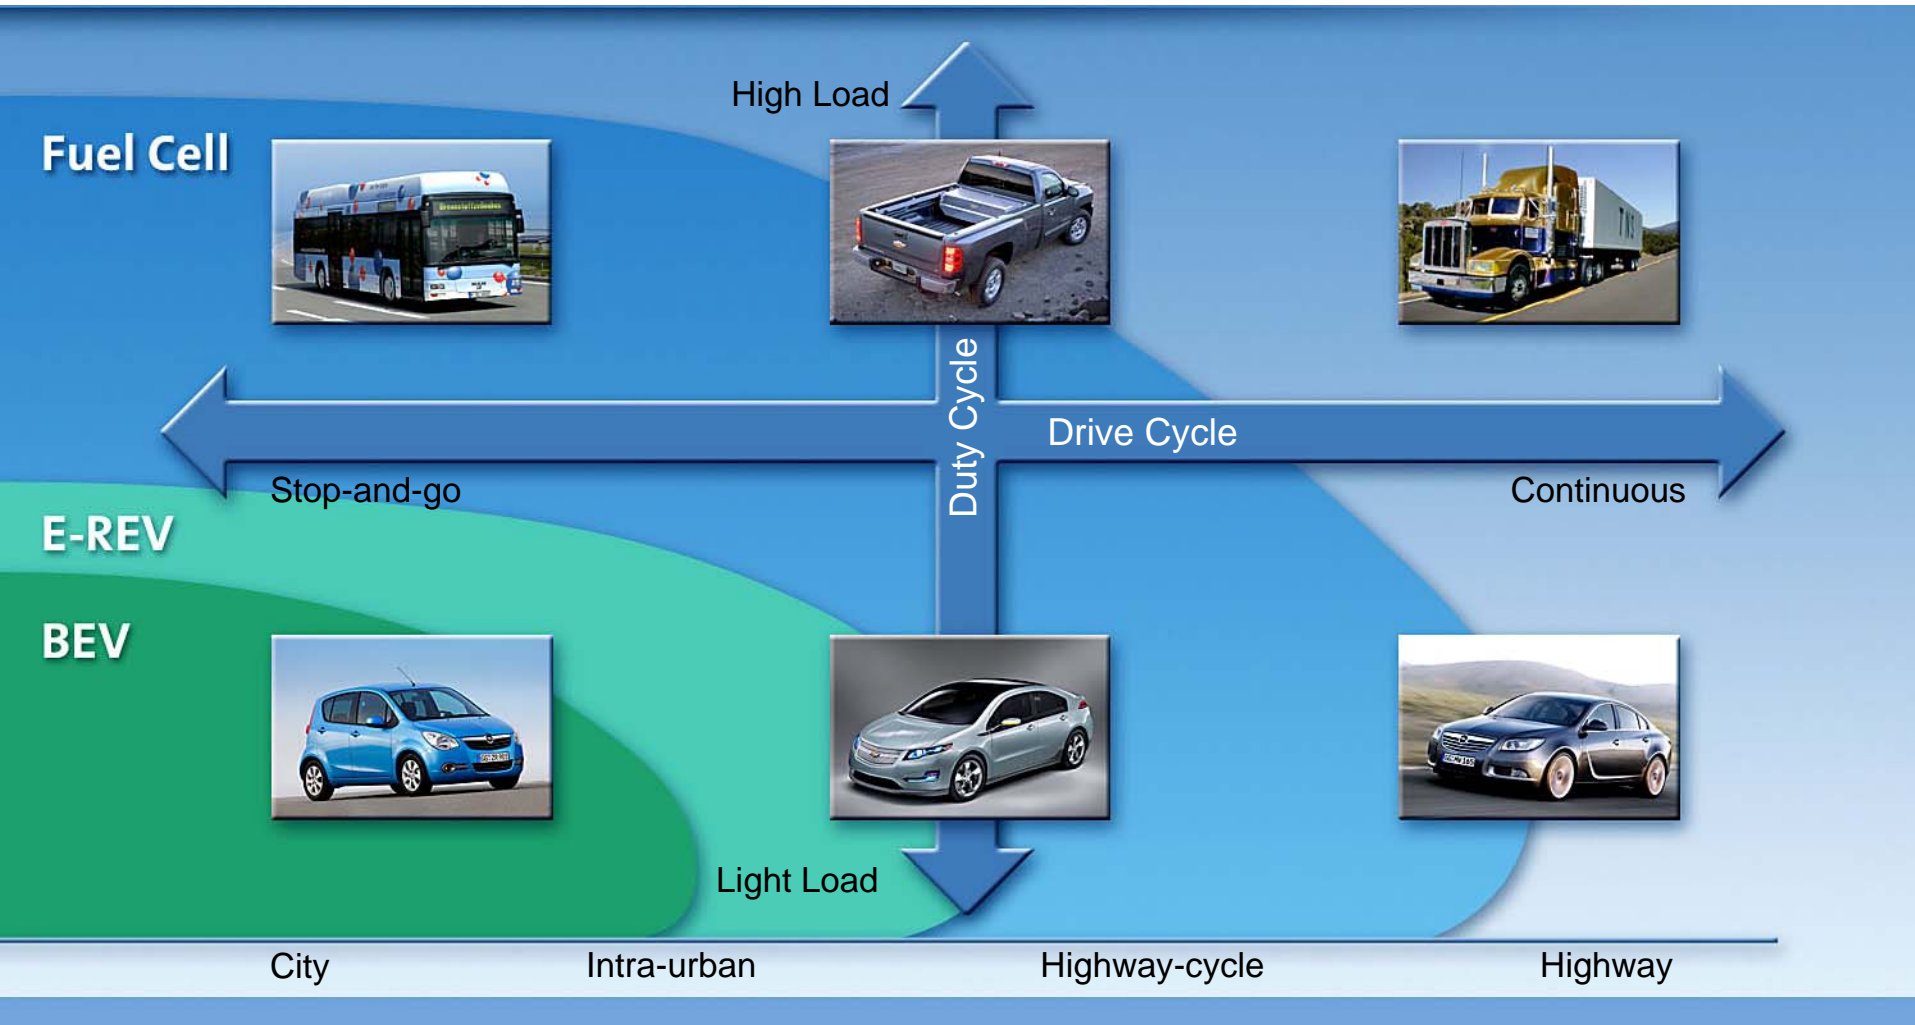 High Load
Fuel Cell
TNS
Duty Cycle
Drive Cycle
Stop-and-go
Continuous
E-REV
BEV
Light Load
City
Intra-urban
Highway-cycle
Highway